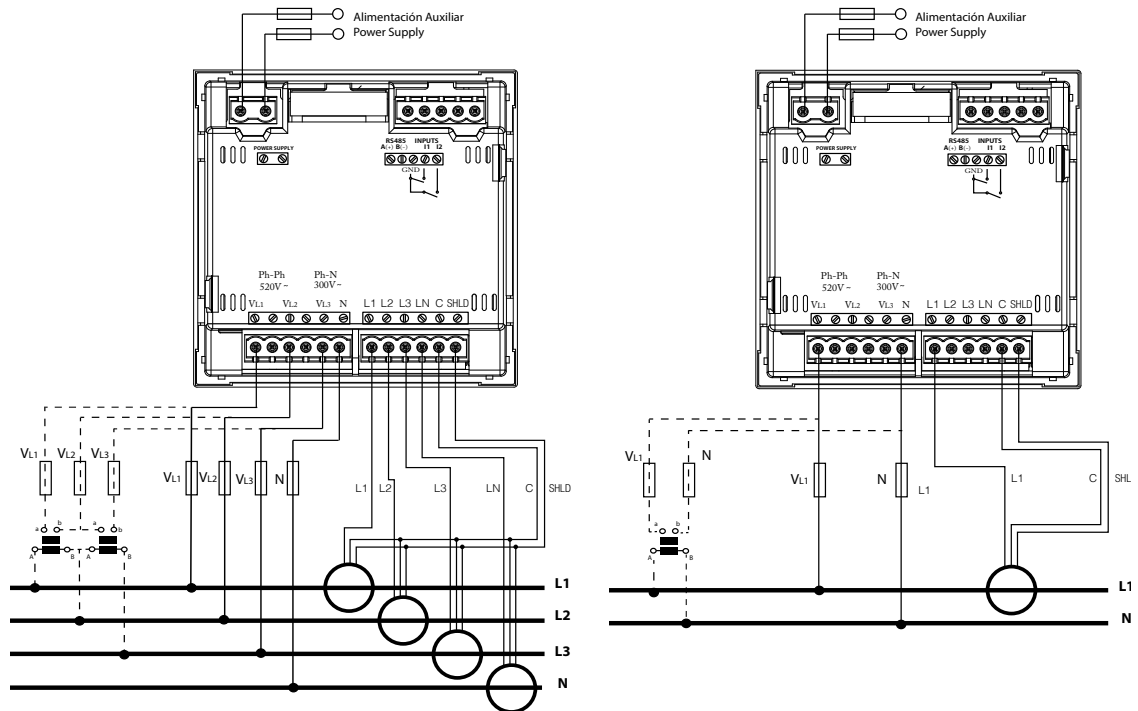 Alimentación Auxiliar
Power Supply
RS485 INPUTS
A(+) B(-) I1 I2
POWER SUPPLY
GND
Ph-Ph Ph-N
520V~ 300V~
VL1 VL2 VL3 N L1 L2 L3 LN C SHLD
VL1 VL2 VL3
VL1 VL2 VL3 N L1 L2 L3 LN C SHLD
a b a b
A B A B
L1
L2
L3
N
Alimentación Auxiliar
Power Supply
RS485 INPUTS
A(+) B(-) I1 I2
POWER SUPPLY
GND
Ph-Ph Ph-N
520V~ 300V~
VL1 VL2 VL3 N L1 L2 L3 LN C SHLD
VL1 N
VL1 N L1 L1 C SHLD
a b
A B
L1
N